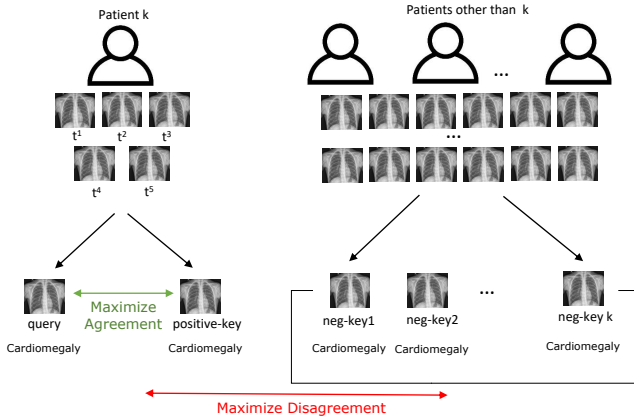 Patient k
Patients other than k
...
t¹ t² t³
...
t⁴ t⁵
Maximize
Agreement
...
query
positive-key
neg-key1
neg-key2
neg-key k
Cardiomegaly
Cardiomegaly
Cardiomegaly
Cardiomegaly
Cardiomegaly
Maximize Disagreement